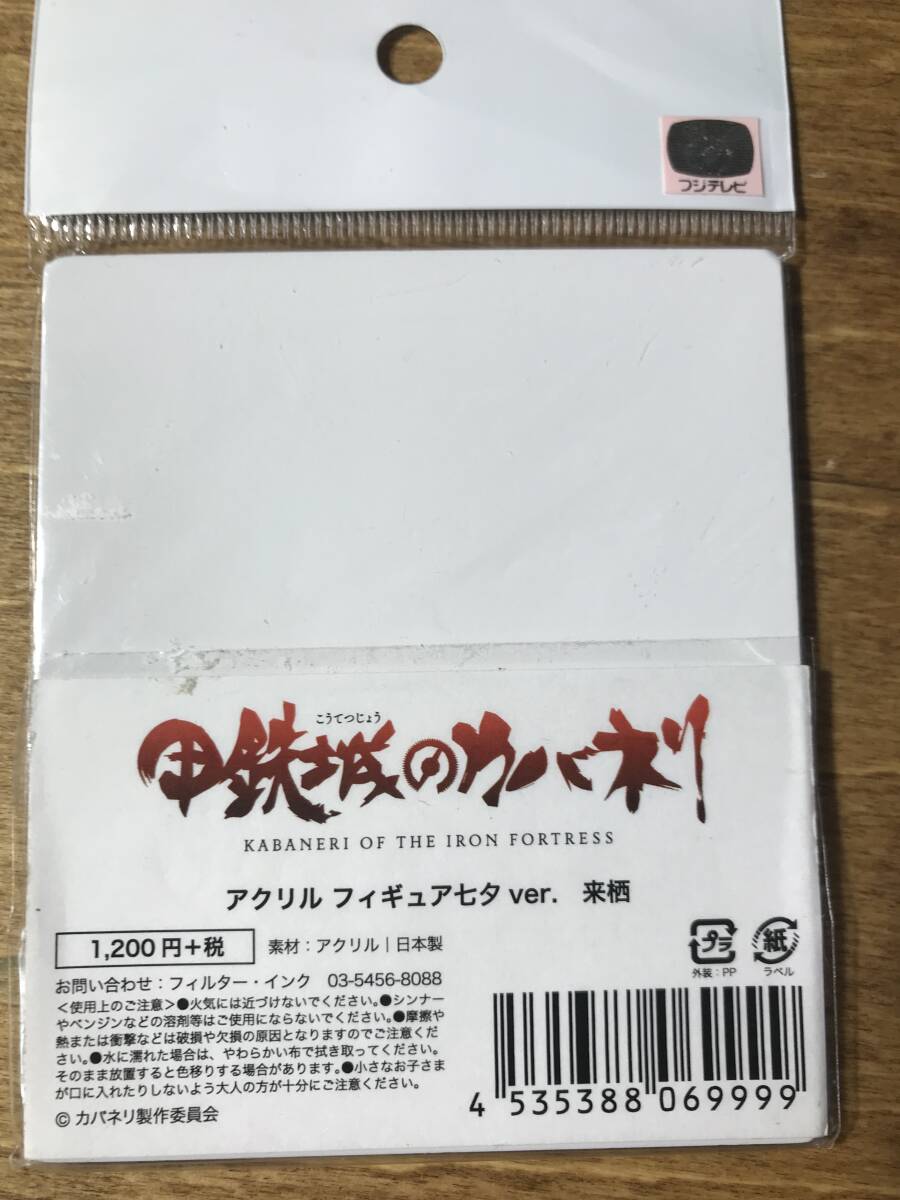 フジテレビ
こうてつじょう
甲鉄城のカバネリ
KABANERI OF THE IRON FORTRESS
アクリル フィギュア七夕 ver. 来栖
1,200 円+税 素材：アクリル | 日本製
プラ 紙
外装：PP ラベル
お問い合わせ：フィルター・インク 03-5456-8088
＜使用上のご注意＞●火気には近づけないでください。●シンナー
やベンジンなどの溶剤等はご使用にならないでください。●摩擦や
熱または衝撃などは破損や欠損の原因となりますのでご注意くだ
さい。●水に濡れた場合は、やわらかい布で拭き取ってください。
そのまま放置すると色移りする場合があります。●小さなお子さま
が口に入れたりしないよう大人の方が十分にご注意ください。
© カバネリ製作委員会
4 535388 069999